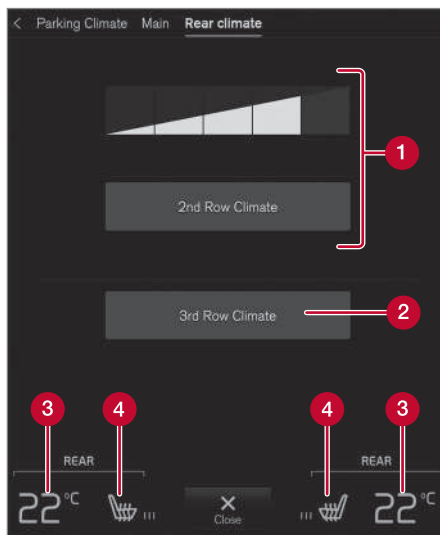 < Parking Climate Main Rear climate
1
2nd Row Climate
3rd Row Climate
2
3 4 4 3
REAR REAR
22°C 22°C
Close